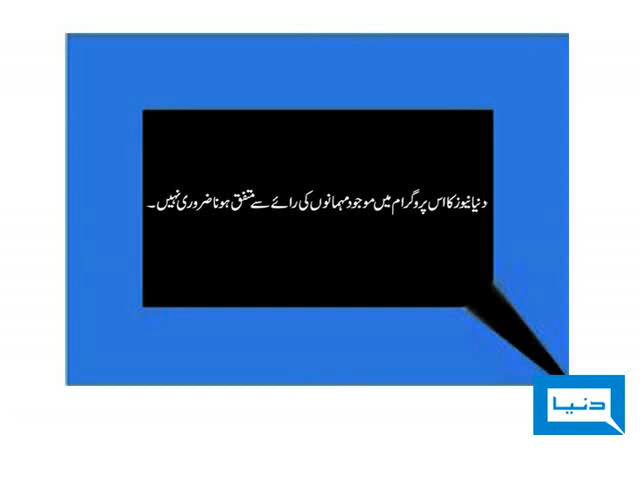 دنیا نیوز کا اس پروگرام میں موجود مہمانوں کی رائے سے متفق ہونا ضروری نہیں۔
دنیا